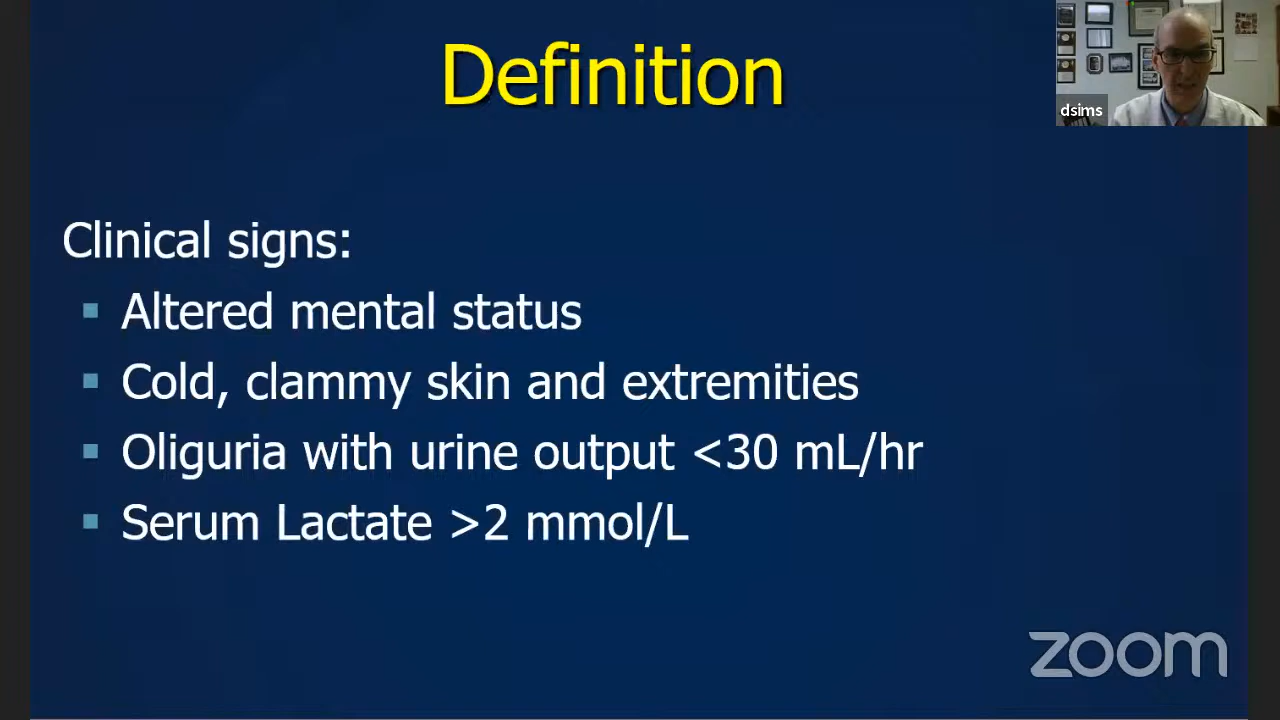 Definition
dsims
Clinical signs:
Altered mental status
Cold, clammy skin and extremities
Oliguria with urine output <30 mL/hr
Serum Lactate >2 mmol/L
zoom